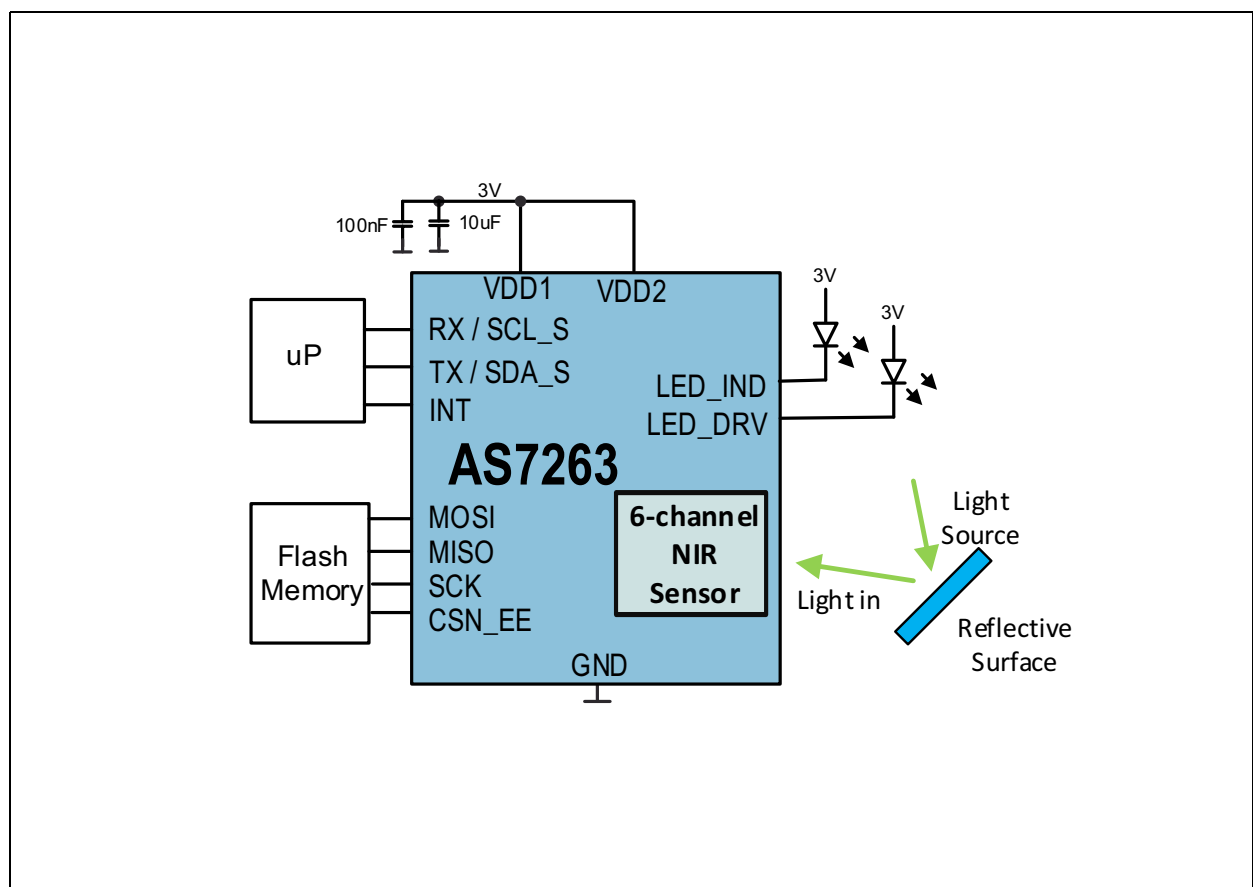 3V
100nF
10uF
VDD1
VDD2
3V
3V
uP
RX / SCL_S
TX / SDA_S
INT
LED_IND
LED_DRV
AS7263
Flash
Memory
MOSI
MISO
SCK
CSN_EE
6-channel
NIR
Sensor
Light
Source
Light in
Reflective
Surface
GND